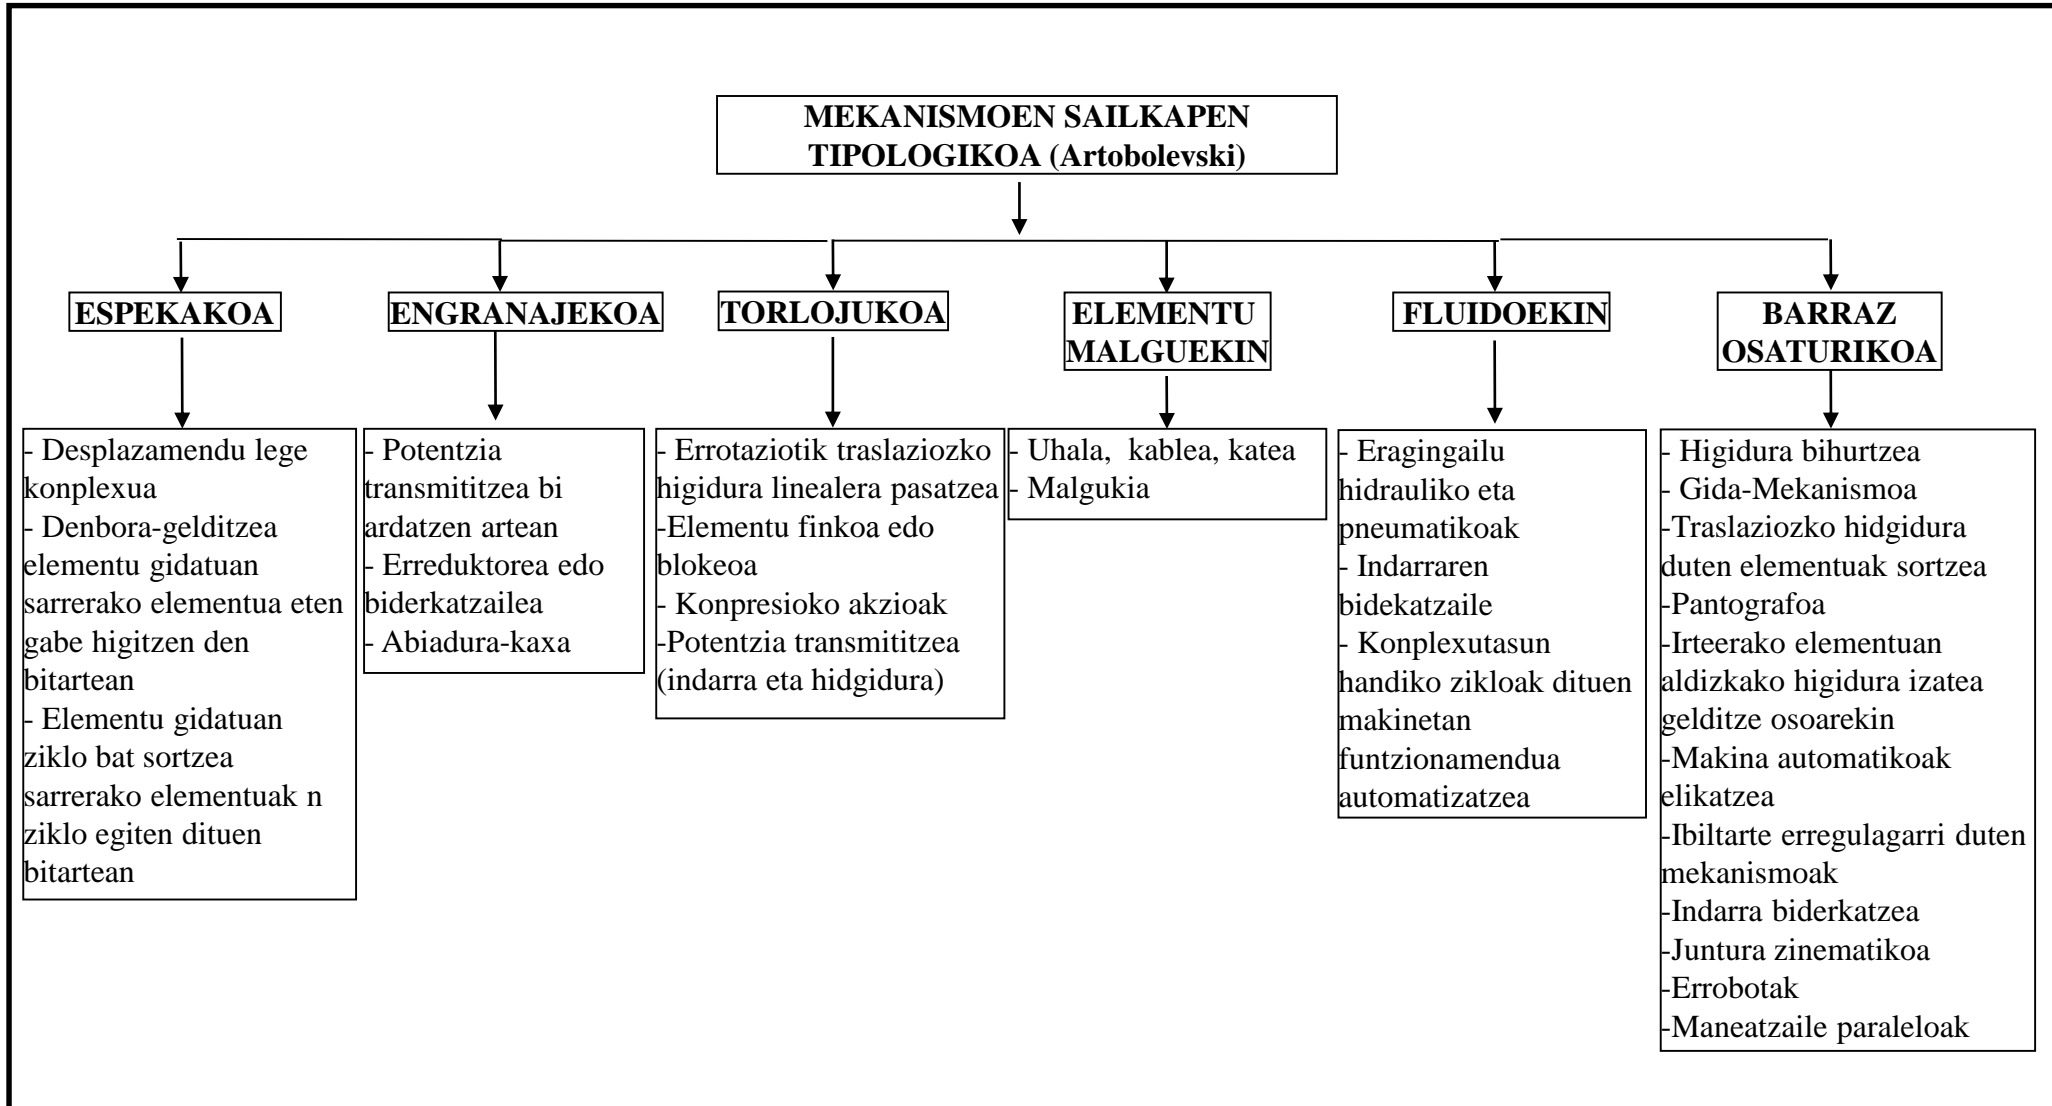 MEKANISMOEN SAILKAPEN
TIPOLOGIKOA (Artobolevski)
ESPEKAKOA
ENGRANAJEKOA
TORLOJUKOA
ELEMENTU
MALGUEKIN
FLUIDOEKIN
BARRAZ
OSATURIKOA
- Desplazamendu lege
konplexua
- Denbora-gelditzea
elementu gidatuan
sarrerako elementua eten
gabe higitzen den
bitartean
- Elementu gidatuan
ziklo bat sortzea
sarrerako elementuak n
ziklo egiten dituen
bitartean
- Potentzia
transmititzea bi
ardatzen artean
- Erreduktorea edo
biderkatzailea
- Abiadura-kaxa
- Errotaziotik traslaziozko
higidura linealera pasatzea
-Elementu finkoa edo
blokeoa
- Konpresioko akzioak
-Potentzia transmititzea
(indarra eta hidgidura)
- Uhala, kablea, katea
- Malgukia
- Eragingailu
hidrauliko eta
pneumatikoak
- Indarraren
bidekatzaile
- Konplexutasun
handiko zikloak dituen
makinetan
funtzionamendua
automatizatzea
- Higidura bihurtzea
- Gida-Mekanismoa
-Traslaziozko hidgidura
duten elementuak sortzea
-Pantografoa
-Irteerako elementuan
aldizkako higidura izatea
gelditze osoarekin
-Makina automatikoak
elikatzea
-Ibiltarte erregulagarri duten
mekanismoak
-Indarra biderkatzea
-Juntura zinematikoa
-Errobotak
-Maneatzaile paraleloak